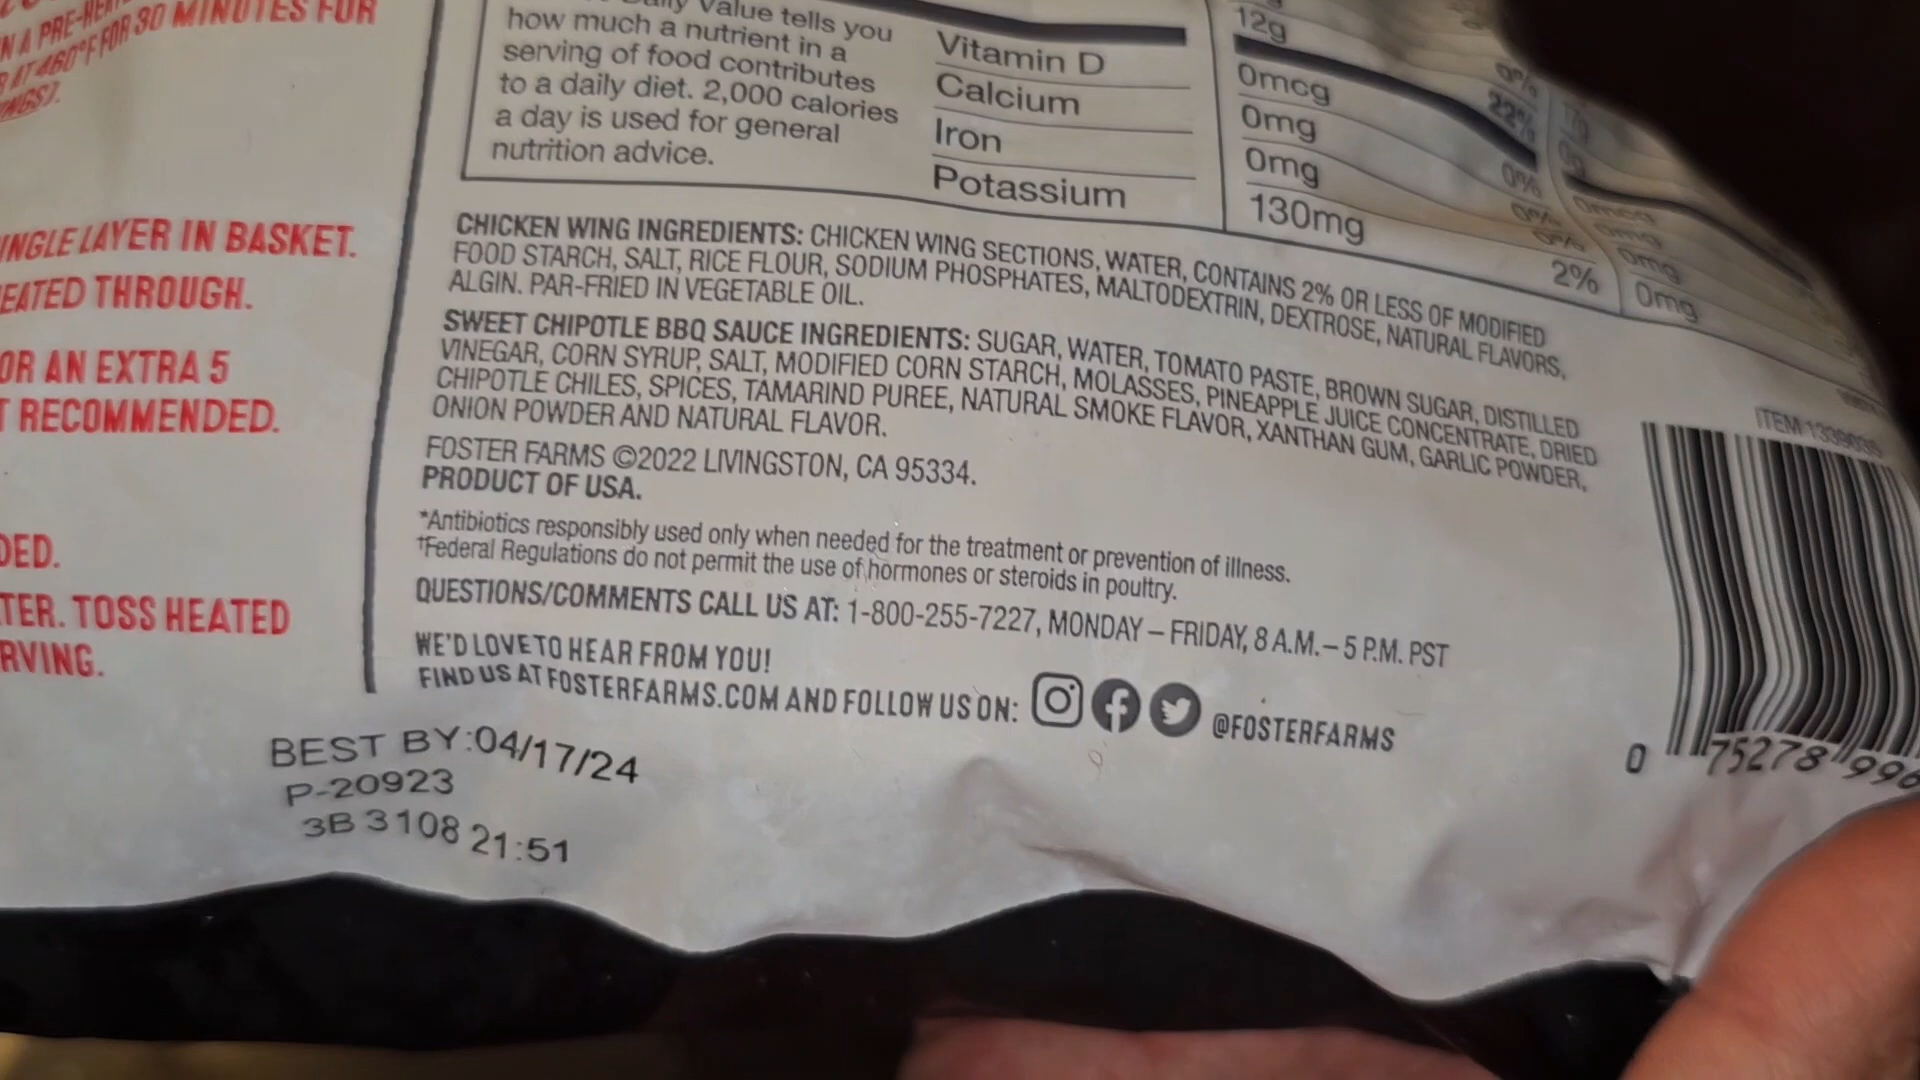 N A PRE-HEAT
R AT 460°F FOR 30 MINUTES FOR
INGS).
INGLE LAYER IN BASKET.
EATED THROUGH.
OR AN EXTRA 5
T RECOMMENDED.
DED.
TER. TOSS HEATED
RVING.
Daily Value tells you
how much a nutrient in a
serving of food contributes
to a daily diet. 2,000 calories
a day is used for general
nutrition advice.
12g 22%
Vitamin D 0mcg 0%
Calcium 0mg 0%
Iron 0mg 0%
Potassium 130mg 2% 0mg
CHICKEN WING INGREDIENTS: CHICKEN WING SECTIONS, WATER, CONTAINS 2% OR LESS OF MODIFIED
FOOD STARCH, SALT, RICE FLOUR, SODIUM PHOSPHATES, MALTODEXTRIN, DEXTROSE, NATURAL FLAVORS,
ALGIN. PAR-FRIED IN VEGETABLE OIL.
SWEET CHIPOTLE BBQ SAUCE INGREDIENTS: SUGAR, WATER, TOMATO PASTE, BROWN SUGAR, DISTILLED
VINEGAR, CORN SYRUP, SALT, MODIFIED CORN STARCH, MOLASSES, PINEAPPLE JUICE CONCENTRATE, DRIED
CHIPOTLE CHILES, SPICES, TAMARIND PUREE, NATURAL SMOKE FLAVOR, XANTHAN GUM, GARLIC POWDER,
ONION POWDER AND NATURAL FLAVOR.
FOSTER FARMS ©2022 LIVINGSTON, CA 95334.
PRODUCT OF USA.
*Antibiotics responsibly used only when needed for the treatment or prevention of illness.
†Federal Regulations do not permit the use of hormones or steroids in poultry.
QUESTIONS/COMMENTS CALL US AT: 1-800-255-7227, MONDAY – FRIDAY, 8 A.M. – 5 P.M. PST
WE'D LOVE TO HEAR FROM YOU!
FIND US AT FOSTERFARMS.COM AND FOLLOW US ON: @FOSTERFARMS
ITEM 1339035
0 75278 996
BEST BY:04/17/24
P-20923
3B 3108 21:51